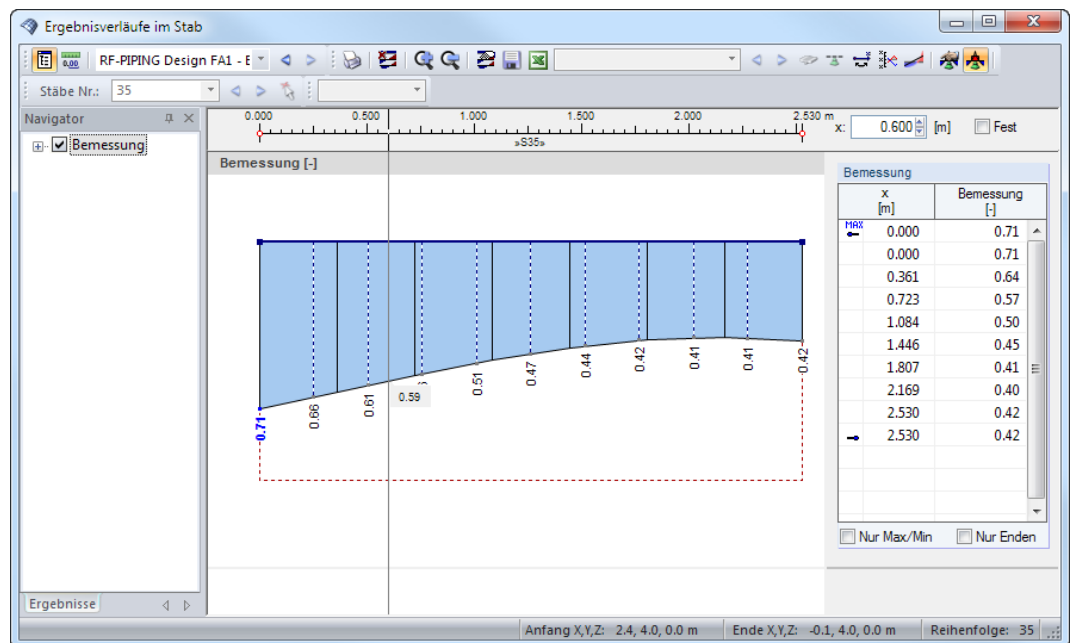 Ergebnisverläufe im Stab
RF-PIPING Design FA1 - E
Stäbe Nr.: 35
Navigator
Bemessung
Ergebnisse
0.000 0.500 1.000 1.500 2.000 2.530 m
»S35»
x: 0.600 [m] Fest
Bemessung [-]
0.71 0.66 0.61 0.59 0.51 0.47 0.44 0.42 0.41 0.41 0.42
Bemessung
x Bemessung
[m] [-]
MAX 0.000 0.71
0.000 0.71
0.361 0.64
0.723 0.57
1.084 0.50
1.446 0.45
1.807 0.41
2.169 0.40
2.530 0.42
2.530 0.42
Nur Max/Min Nur Enden
Anfang X,Y,Z: 2.4, 4.0, 0.0 m Ende X,Y,Z: -0.1, 4.0, 0.0 m Reihenfolge: 35